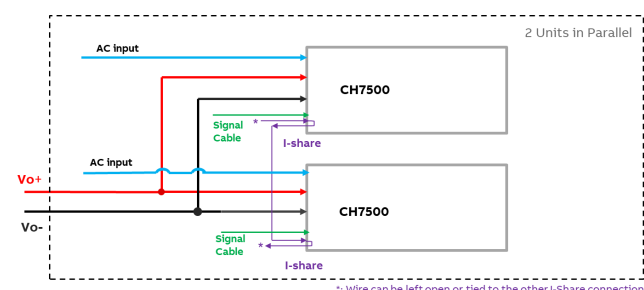 2 Units in Parallel
AC input
CH7500
Signal
Cable
*
I-share
AC input
Vo+
CH7500
Vo-
Signal
Cable
*
I-share
*: Wire can be left open or tied to the other I-Share connection